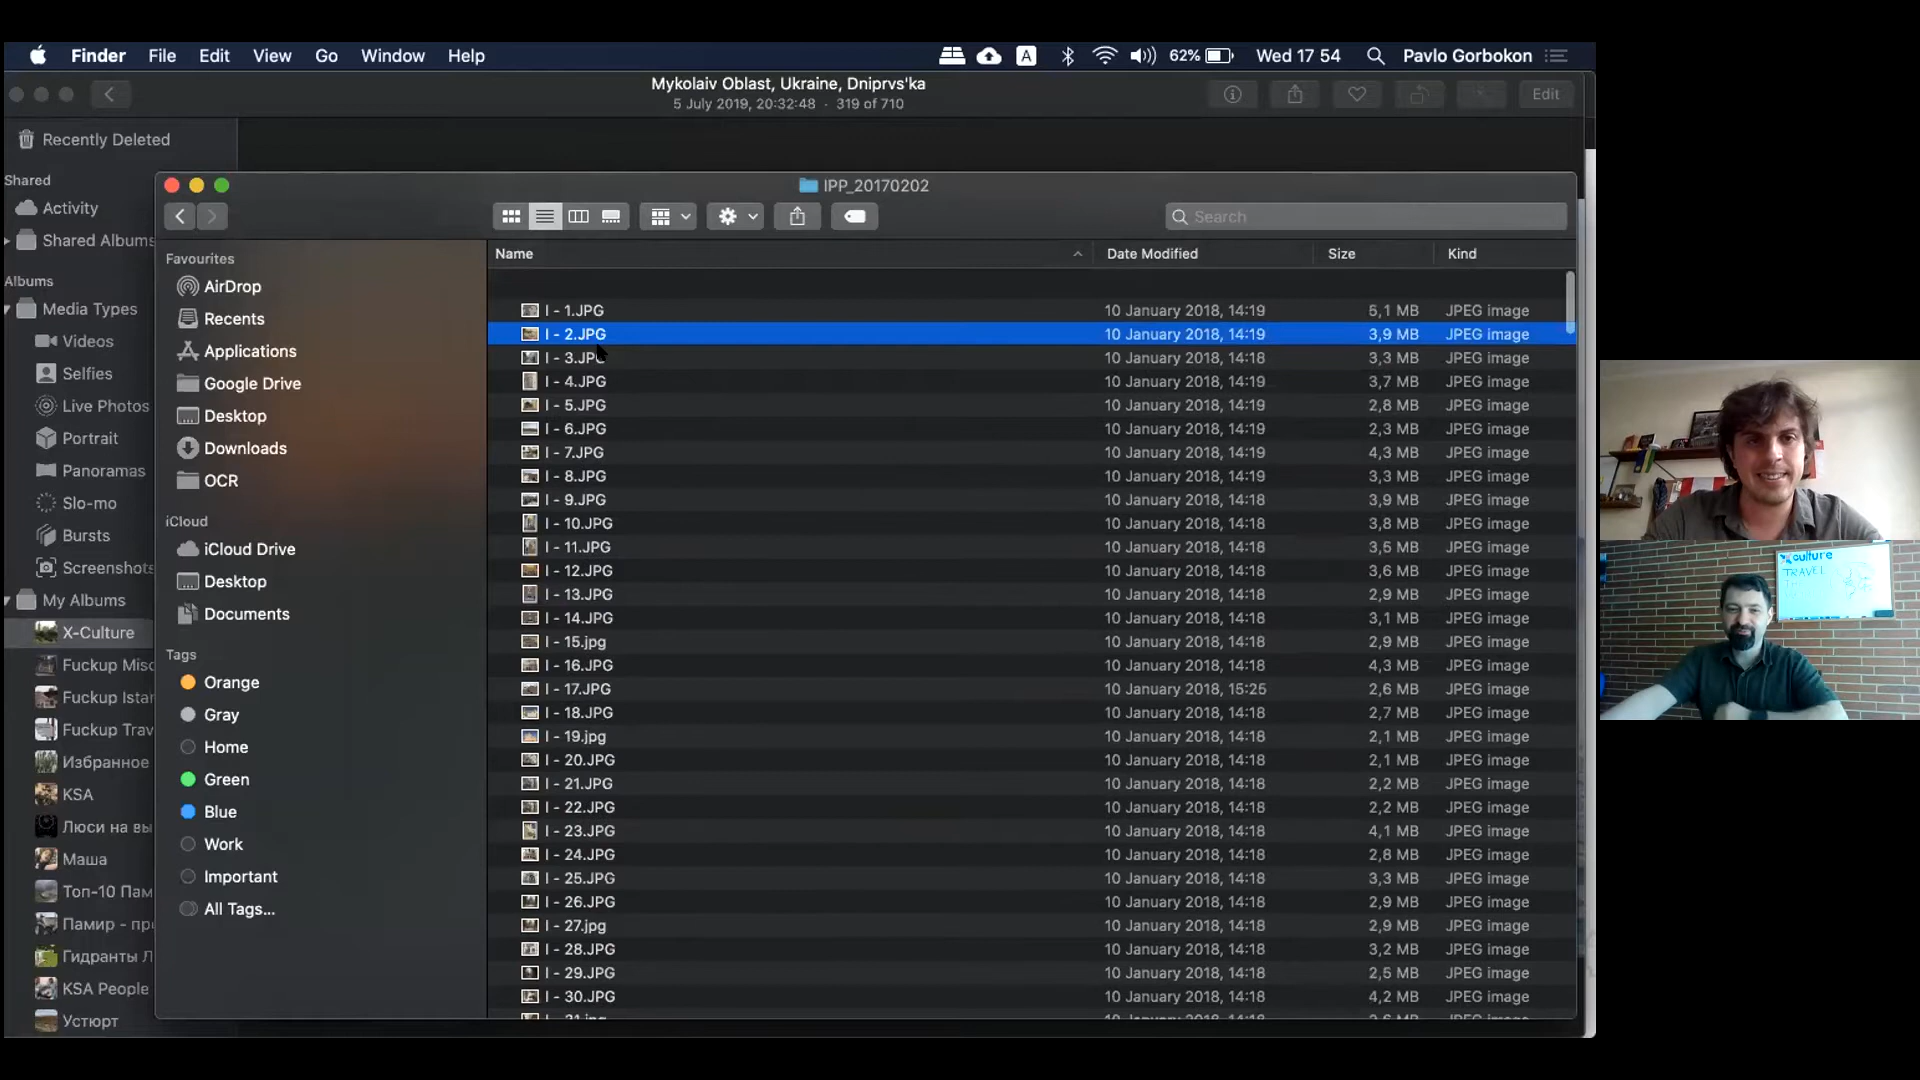 Finder File Edit View Go Window Help A 62% Wed 17 54 Pavlo Gorbokon
Mykolaiv Oblast, Ukraine, Dniprvs'ka
5 July 2019, 20:32:48 · 319 of 710
Edit
Recently Deleted
Shared
Activity
Shared Albums
Albums
Media Types
Videos
Selfies
Live Photos
Portrait
Panoramas
Slo-mo
Bursts
Screenshots
My Albums
X-Culture
Fuckup Misc
Fuckup Istan
Fuckup Trav
Избранное
KSA
Люси на вы
Маша
Топ-10 Пам
Памир - пр
Гидранты Л
KSA People
Устюрт
IPP_20170202
Search
Favourites
AirDrop
Recents
Applications
Google Drive
Desktop
Downloads
OCR
iCloud
iCloud Drive
Desktop
Documents
Tags
Orange
Gray
Home
Green
Blue
Work
Important
All Tags...
Name Date Modified Size Kind
I - 1.JPG 10 January 2018, 14:19 5,1 MB JPEG image
I - 2.JPG 10 January 2018, 14:19 3,9 MB JPEG image
I - 3.JPG 10 January 2018, 14:19 3,3 MB JPEG image
I - 4.JPG 10 January 2018, 14:19 3,7 MB JPEG image
I - 5.JPG 10 January 2018, 14:19 2,8 MB JPEG image
I - 6.JPG 10 January 2018, 14:19 2,3 MB JPEG image
I - 7.JPG 10 January 2018, 14:19 4,3 MB JPEG image
I - 8.JPG 10 January 2018, 14:19 3,3 MB JPEG image
I - 9.JPG 10 January 2018, 14:19 3,9 MB JPEG image
I - 10.JPG 10 January 2018, 14:19 3,8 MB JPEG image
I - 11.JPG 10 January 2018, 14:18 3,5 MB JPEG image
I - 12.JPG 10 January 2018, 14:18 3,6 MB JPEG image
I - 13.JPG 10 January 2018, 14:18 2,9 MB JPEG image
I - 14.JPG 10 January 2018, 14:18 3,1 MB JPEG image
I - 15.jpg 10 January 2018, 14:18 2,9 MB JPEG image
I - 16.JPG 10 January 2018, 14:18 4,3 MB JPEG image
I - 17.JPG 10 January 2018, 15:25 2,6 MB JPEG image
I - 18.JPG 10 January 2018, 14:18 2,7 MB JPEG image
I - 19.jpg 10 January 2018, 14:18 2,1 MB JPEG image
I - 20.JPG 10 January 2018, 14:18 2,1 MB JPEG image
I - 21.JPG 10 January 2018, 14:18 2,2 MB JPEG image
I - 22.JPG 10 January 2018, 14:18 2,2 MB JPEG image
I - 23.JPG 10 January 2018, 14:18 4,1 MB JPEG image
I - 24.JPG 10 January 2018, 14:18 2,8 MB JPEG image
I - 25.JPG 10 January 2018, 14:18 3,3 MB JPEG image
I - 26.JPG 10 January 2018, 14:18 2,9 MB JPEG image
I - 27.jpg 10 January 2018, 14:18 2,9 MB JPEG image
I - 28.JPG 10 January 2018, 14:18 3,2 MB JPEG image
I - 29.JPG 10 January 2018, 14:18 2,5 MB JPEG image
I - 30.JPG 10 January 2018, 14:18 4,2 MB JPEG image
Xculture
TRAVEL